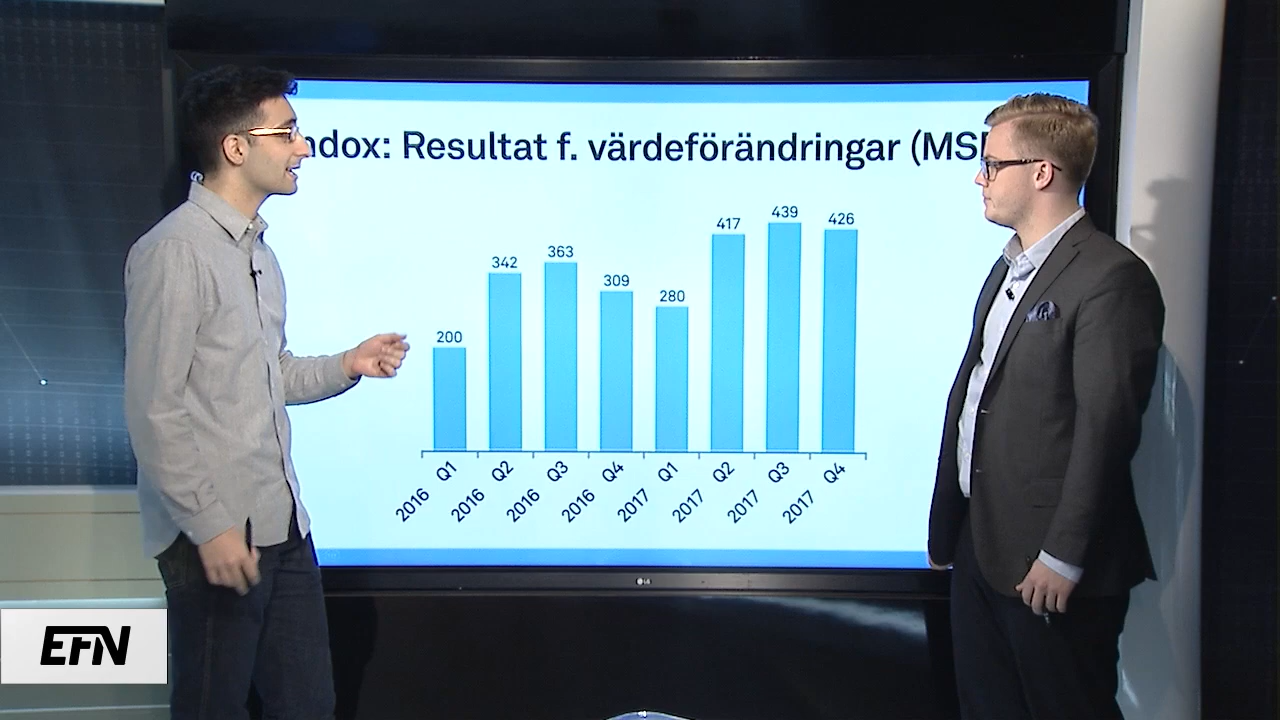 ndox: Resultat f. värdeförändringar (MS
200
342
363
309
280
417
439
426
2016 Q1
2016 Q2
2016 Q3
2016 Q4
2017 Q1
2017 Q2
2017 Q3
2017 Q4
LG
EFN